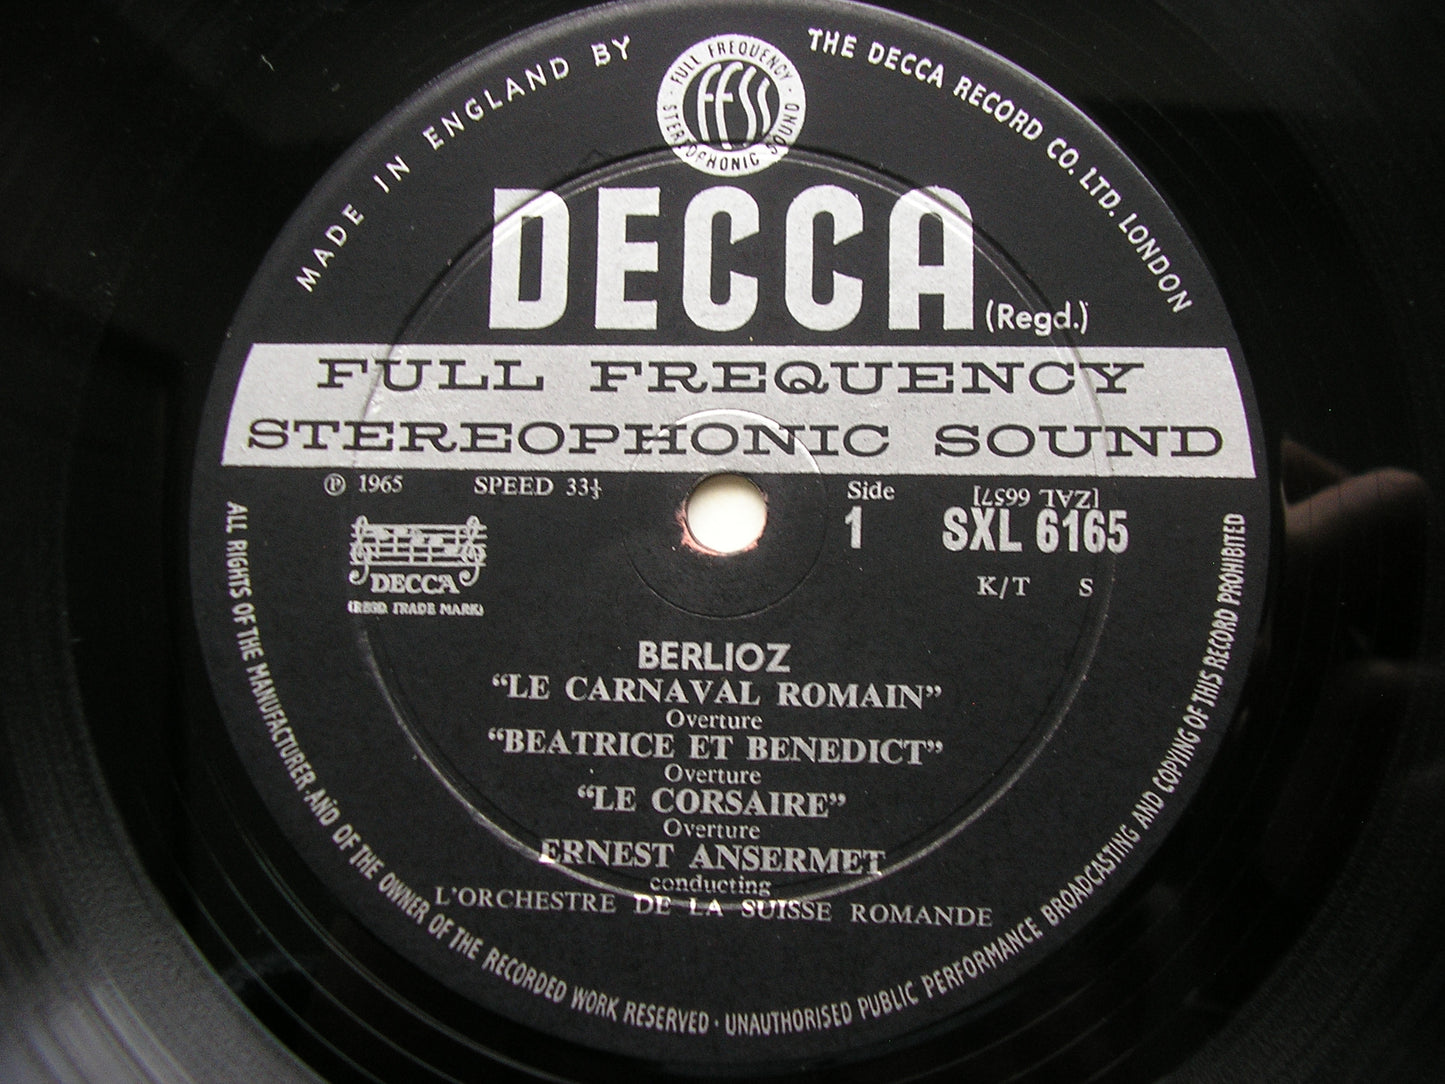 MADE IN ENGLAND BY
THE DECCA RECORD CO. LTD. LONDON
FULL FREQUENCY
FFSS
STEREOPHONIC SOUND
DECCA
(Regd.)
FULL FREQUENCY
STEREOPHONIC SOUND
℗ 1965 SPEED 33⅓
Side
1
[ZAL 6657]
SXL 6165
K/T S
DECCA
(REGD. TRADE MARK)
BERLIOZ
“LE CARNAVAL ROMAIN”
Overture
“BEATRICE ET BENEDICT”
Overture
“LE CORSAIRE”
Overture
ERNEST ANSERMET
conducting
L'ORCHESTRE DE LA SUISSE ROMANDE
ALL RIGHTS OF THE MANUFACTURER AND OF THE OWNER OF THE RECORDED WORK RESERVED · UNAUTHORISED PUBLIC PERFORMANCE BROADCASTING AND COPYING OF THIS RECORD PROHIBITED